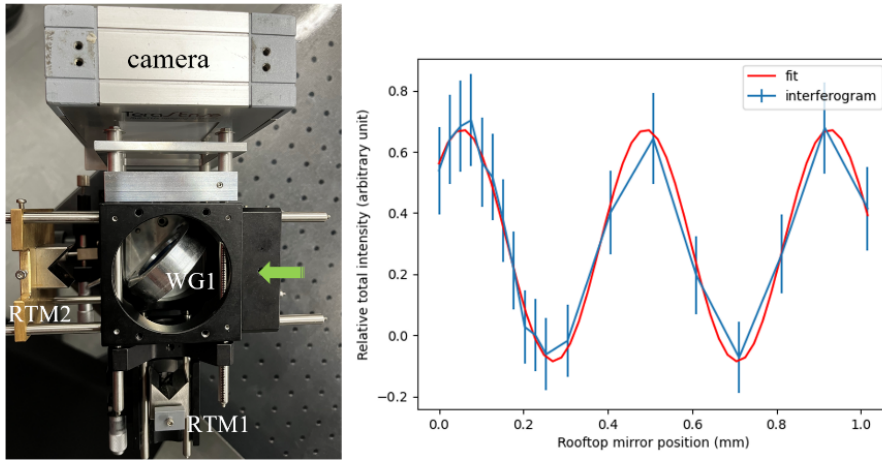 camera
WG1
RTM2
RTM1
Relative total intensity (arbitrary unit)
0.8
0.6
0.4
0.2
0.0
−0.2
fit
interferogram
0.0
0.2
0.4
0.6
0.8
1.0
Rooftop mirror position (mm)